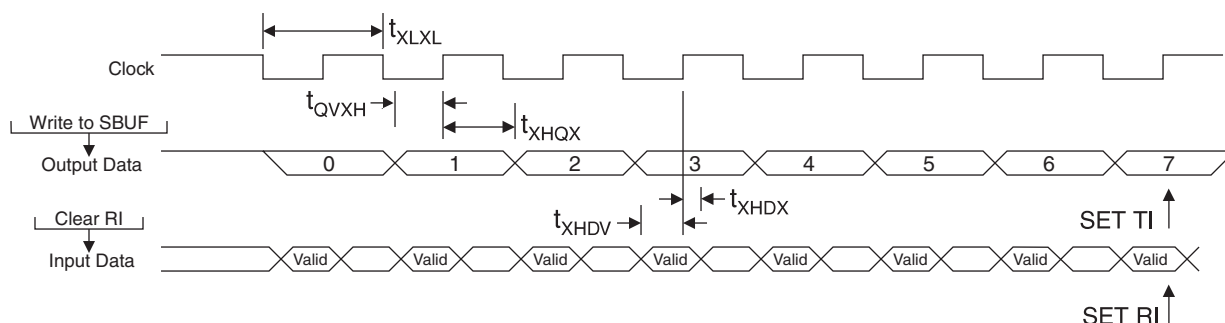 tXLXL
Clock
tQVXH
Write to SBUF
tXHQX
Output Data 0 1 2 3 4 5 6 7
tXHDX
Clear RI
tXHDV
SET TI
Input Data Valid Valid Valid Valid Valid Valid Valid Valid
SET RI